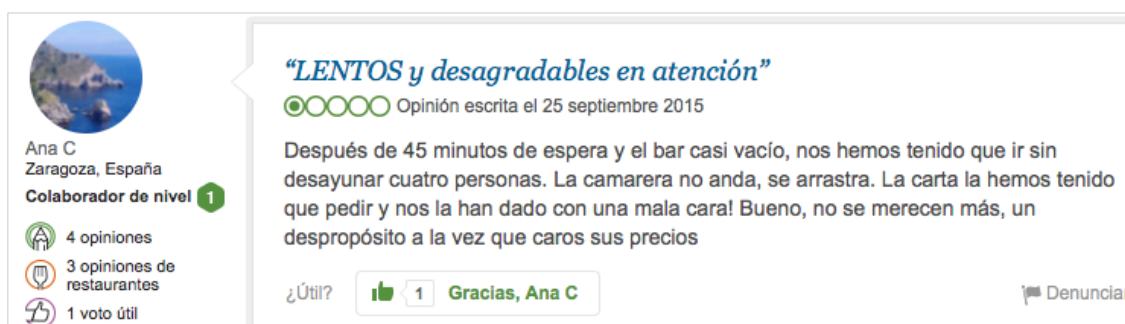 Ana C
Zaragoza, España
Colaborador de nivel 1
4 opiniones
3 opiniones de
restaurantes
1 voto útil
“LENTOS y desagradables en atención”
Opinión escrita el 25 septiembre 2015
Después de 45 minutos de espera y el bar casi vacío, nos hemos tenido que ir sin
desayunar cuatro personas. La camarera no anda, se arrastra. La carta la hemos tenido
que pedir y nos la han dado con una mala cara! Bueno, no se merecen más, un
despropósito a la vez que caros sus precios
¿Útil? 1 Gracias, Ana C
Denunciar